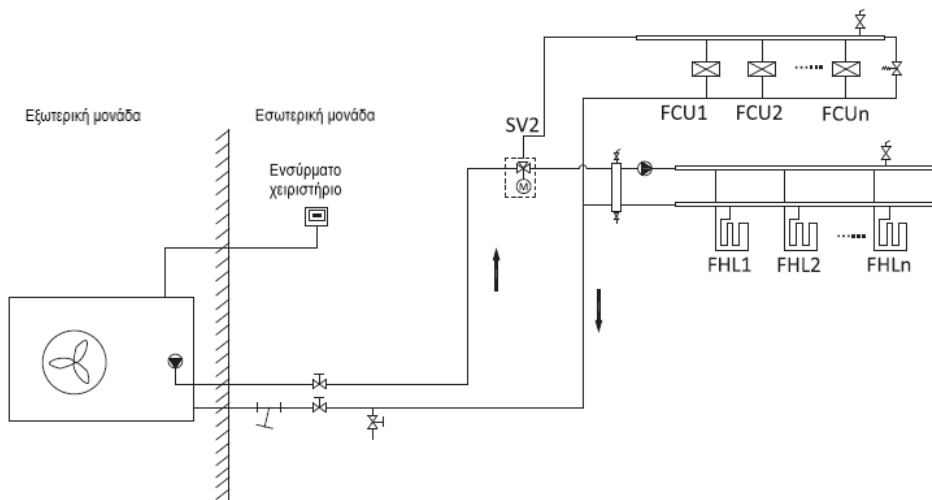 Εξωτερική μονάδα
Εσωτερική μονάδα
Ενσύρματο
χειριστήριο
SV2
M
FCU1
FCU2
FCUn
FHL1
FHL2
FHLn